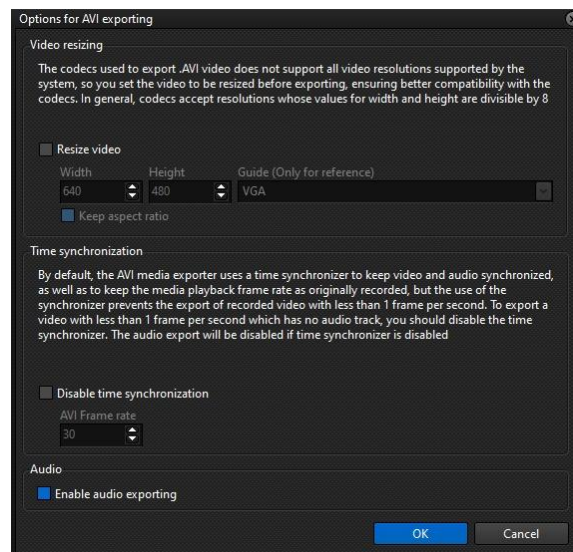 Options for AVI exporting
Video resizing
The codecs used to export .AVI video does not support all video resolutions supported by the
system, so you set the video to be resized before exporting, ensuring better compatibility with the
codecs. In general, codecs accept resolutions whose values for width and height are divisible by 8
Resize video
Width Height Guide (Only for reference)
640 480 VGA
Keep aspect ratio
Time synchronization
By default, the AVI media exporter uses a time synchronizer to keep video and audio synchronized,
as well as to keep the media playback frame rate as originally recorded, but the use of the
synchronizer prevents the export of recorded video with less than 1 frame per second. To export a
video with less than 1 frame per second which has no audio track, you should disable the time
synchronizer. The audio export will be disabled if time synchronizer is disabled
Disable time synchronization
AVI Frame rate
30
Audio
Enable audio exporting
OK Cancel